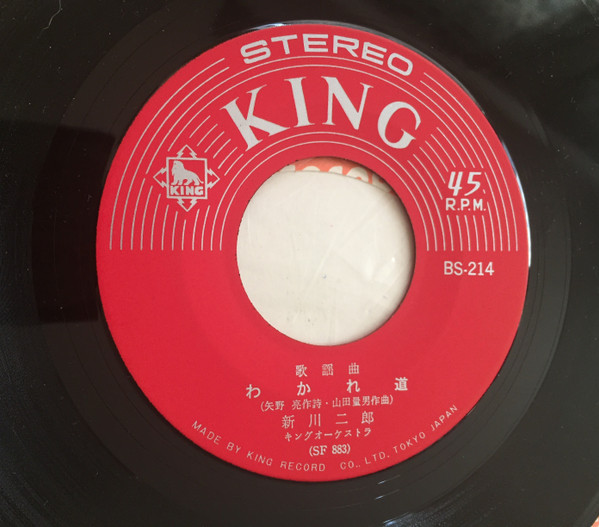 STEREO
KING
KING
45
R.P.M.
BS-214
歌謡曲
わかれ道
(矢野 亮作詩・山田量男作曲)
新川二郎
キングオーケストラ
(SF 883)
MADE BY KING RECORD CO., LTD. TOKYO JAPAN